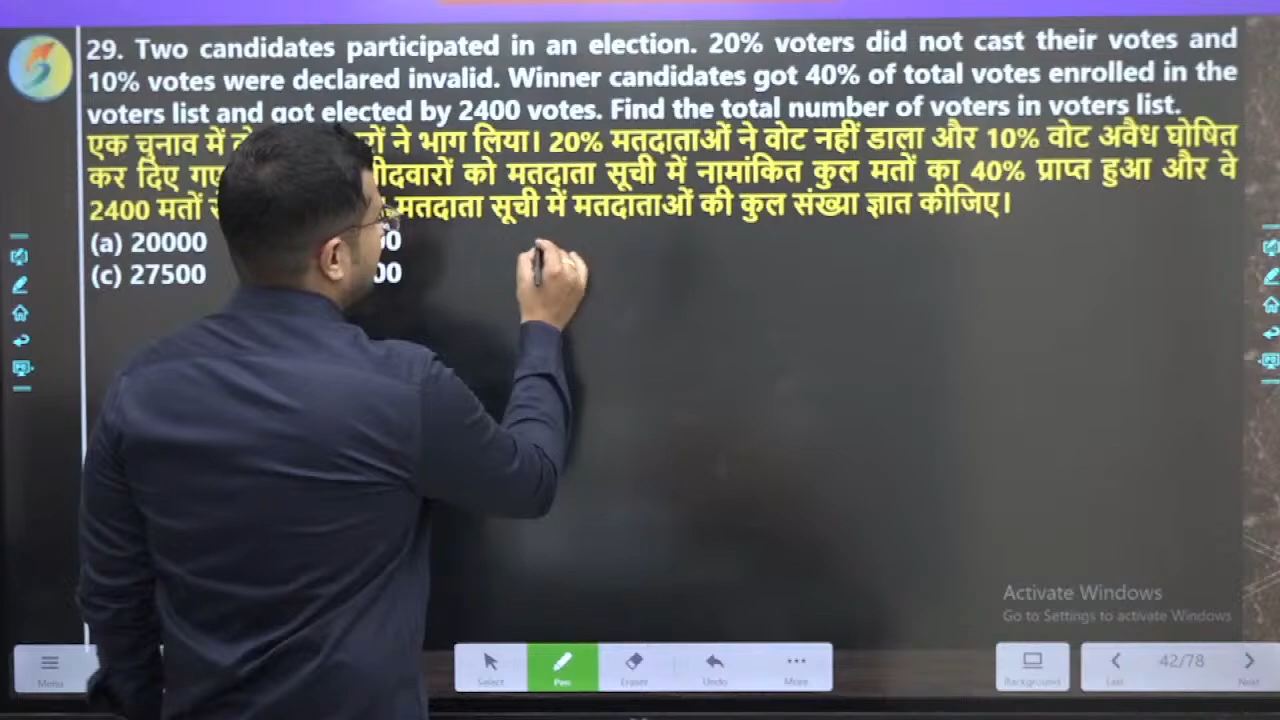 29. Two candidates participated in an election. 20% voters did not cast their votes and
10% votes were declared invalid. Winner candidates got 40% of total votes enrolled in the
voters list and got elected by 2400 votes. Find the total number of voters in voters list.
एक चुनाव में ने भाग लिया। 20% मतदाताओं ने वोट नहीं डाला और 10% वोट अवैध घोषित
कर दिए को मतदाता सूची में नामांकित कुल मतों का 40% प्राप्त हुआ और वे
2400 मतों मतदाता सूची में मतदाताओं की कुल संख्या ज्ञात कीजिए।
(a) 20000
(c) 27500
Activate Windows
Go to Settings to activate Windows
Menu Select Pen Eraser Undo More Background Last 42/78 Next